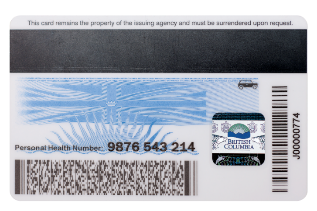 This card remains the property of the issuing agency and must be surrendered upon request.
Personal Health Number: 9876 543 214
BRITISH
COLUMBIA
J00000774